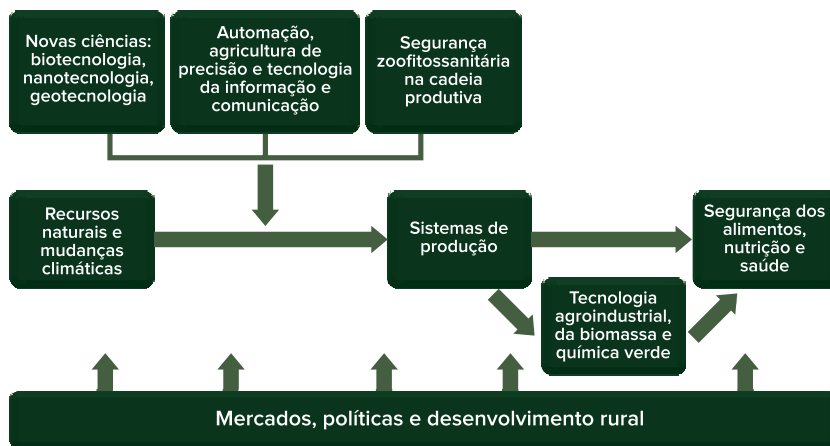 Novas ciências:
biotecnologia,
nanotecnologia,
geotecnologia
Automação,
agricultura de
precisão e tecnologia
da informação e
comunicação
Segurança
zoofitossanitária
na cadeia
produtiva
Recursos
naturais e
mudanças
climáticas
Sistemas de
produção
Segurança dos
alimentos,
nutrição e
saúde
Tecnologia
agroindustrial,
da biomassa e
química verde
Mercados, políticas e desenvolvimento rural